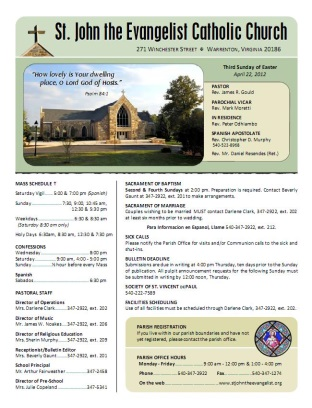 St. John the Evangelist Catholic Church
271 Winchester Street Warrenton, Virginia 20186
"How lovely is Your dwelling
place, O Lord God of Hosts."
Psalm 84:1
Third Sunday of Easter
April 22, 2012
PASTOR
Rev. James R. Gould
PAROCHIAL VICAR
Rev. Mark Moretti
IN RESIDENCE
Rev. Peter Odhiambo
SPANISH APOSTOLATE
Rev. Christopher D. Murphy
540-522-8968
Rev. Mr. Daniel Resendes (Ret.)
MASS SCHEDULE
Saturday Vigil...... 5:00 & 7:00 pm (Spanish)
Sunday............. 7:30, 9:00, 10:45 am,
12:30 & 5:30 pm
Weekdays............. 6:30 & 8:30 am
(Saturday 8:30 am only)
Holy Days 6:30am, 8:30 am, 12:00 & 7:00 pm
CONFESSIONS
Wednesday ................ 8:00 pm
Saturday ........9:00 am, 4:00 - 5:00 pm
Sunday..........½ hour before every Mass
Spanish
Sabados.................. 6:30 pm
PASTORAL STAFF
Director of Operations
Mrs. Darlene Clark..........347-2922, ext. 202
Director of Music
Mr. James W. Noakes......347-2922, ext. 206
Director of Religious Education
Mrs. Sherin Murphy........347-2922, ext. 209
Receptionist/Bulletin Editor
Mrs. Beverly Gaunt.......347-2922, ext. 201
School Principal
Mr. Arthur Fairweather .............347-2458
Director of Pre-School
Mrs. Julie Copeland ...............347-6341
SACRAMENT OF BAPTISM
Second & Fourth Sundays at 2:00 pm. Preparation is required. Contact Beverly
Gaunt at 347-2922, ext. 201 to make arrangements.
SACRAMENT OF MARRIAGE
Couples wishing to be married MUST contact Darlene Clark, 347-2922, ext. 202
at least six months prior to wedding.
Para Informacion en Espanol, Llame 540-347-2922, ext. 212.
SICK CALLS
Please notify the Parish Office for visits and/or Communion calls to the sick and
shut-ins.
BULLETIN DEADLINE
Submissions are due in writing at 4:00 pm Thursday, ten days prior to the Sunday
of publication. All pulpit announcement requests for the following Sunday must
be submitted in writing by 12:00 noon, Thursday.
SOCIETY OF ST. VINCENT de PAUL
540-222-7589
FACILITIES SCHEDULING
Use of all facilities must be scheduled through Darlene Clark, 347-2922, ext. 202.
PARISH REGISTRATION
If you live within our parish boundaries and have not
yet registered, please contact the parish office.
PARISH OFFICE HOURS
Monday - Friday............ 9:00 am - 12:00 pm & 1:00 - 4:00 pm
Phone ............540-347-2922 Fax............540-347-1274
On the web ..................www.stjohntheevangelist.org